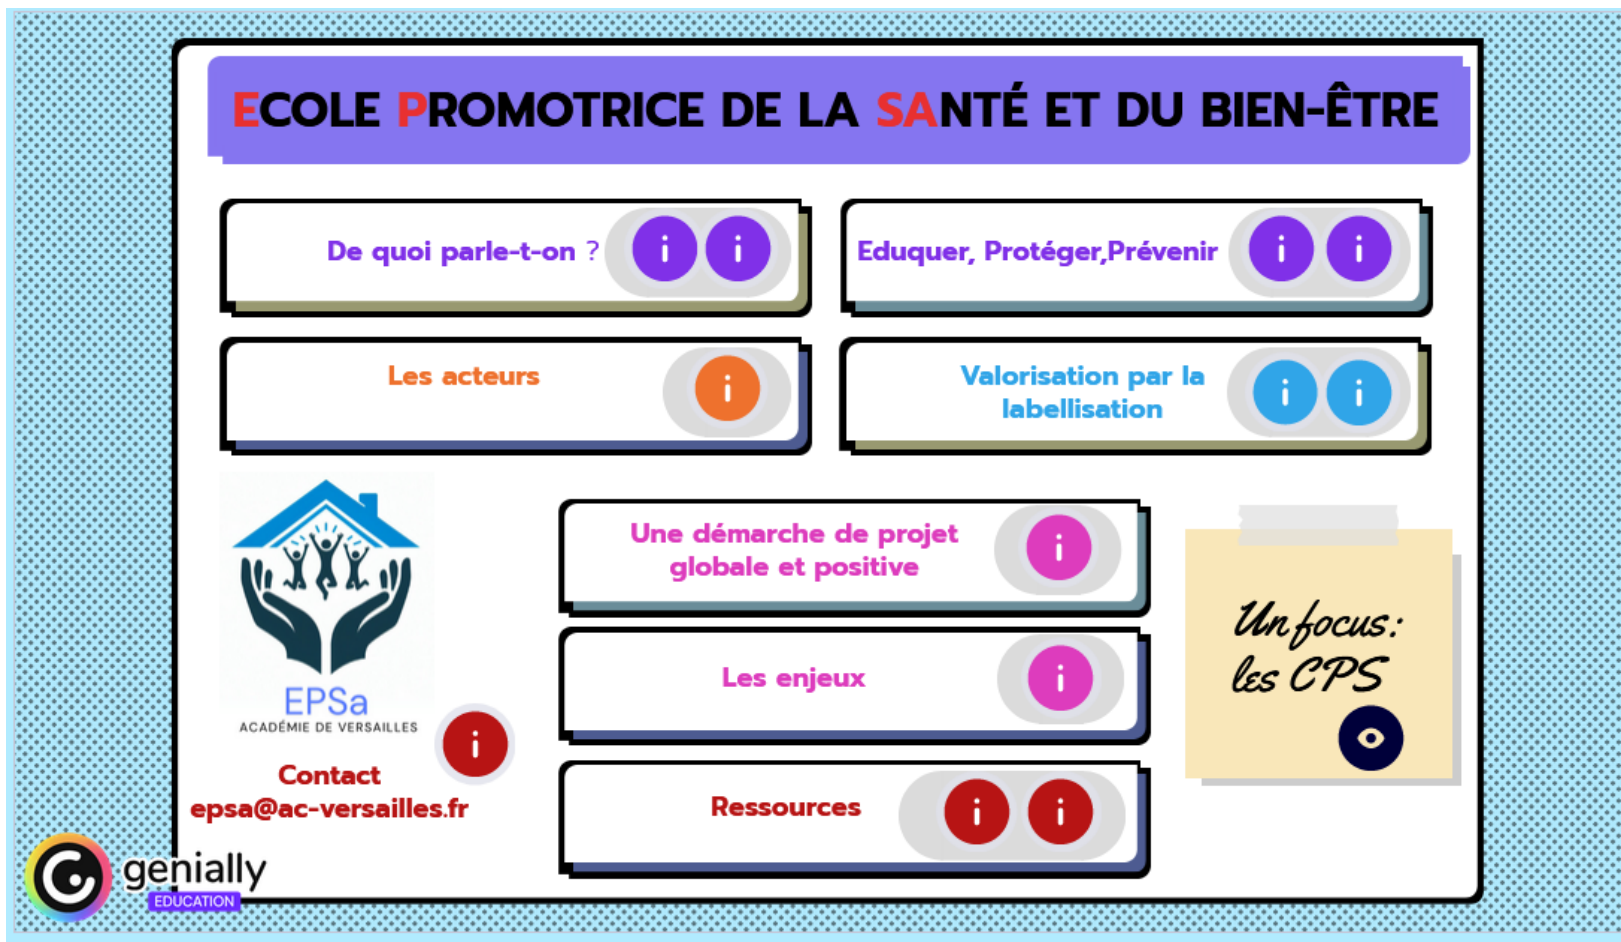 ECOLE PROMOTRICE DE LA SANTÉ ET DU BIEN-ÊTRE
De quoi parle-t-on ?
i i
Eduquer, Protéger,Prévenir
i i
Les acteurs
i
Valorisation par la
labellisation
i i
Une démarche de projet
globale et positive
i
Un focus:
les CPS
Les enjeux
i
EPSa
ACADÉMIE DE VERSAILLES
i
Contact
epsa@ac-versailles.fr
Ressources
i i
genially
EDUCATION